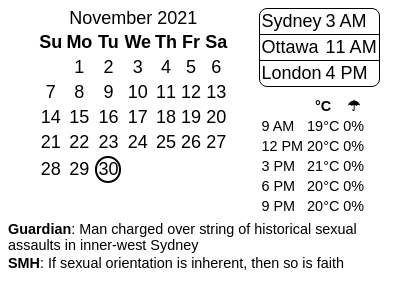 November 2021
Su Mo Tu We Th Fr Sa
1 2 3 4 5 6
7 8 9 10 11 12 13
14 15 16 17 18 19 20
21 22 23 24 25 26 27
28 29 30
Sydney 3 AM
Ottawa 11 AM
London 4 PM
°C ☂
9 AM 19°C 0%
12 PM 20°C 0%
3 PM 21°C 0%
6 PM 20°C 0%
9 PM 20°C 0%
Guardian: Man charged over string of historical sexual
assaults in inner-west Sydney
SMH: If sexual orientation is inherent, then so is faith